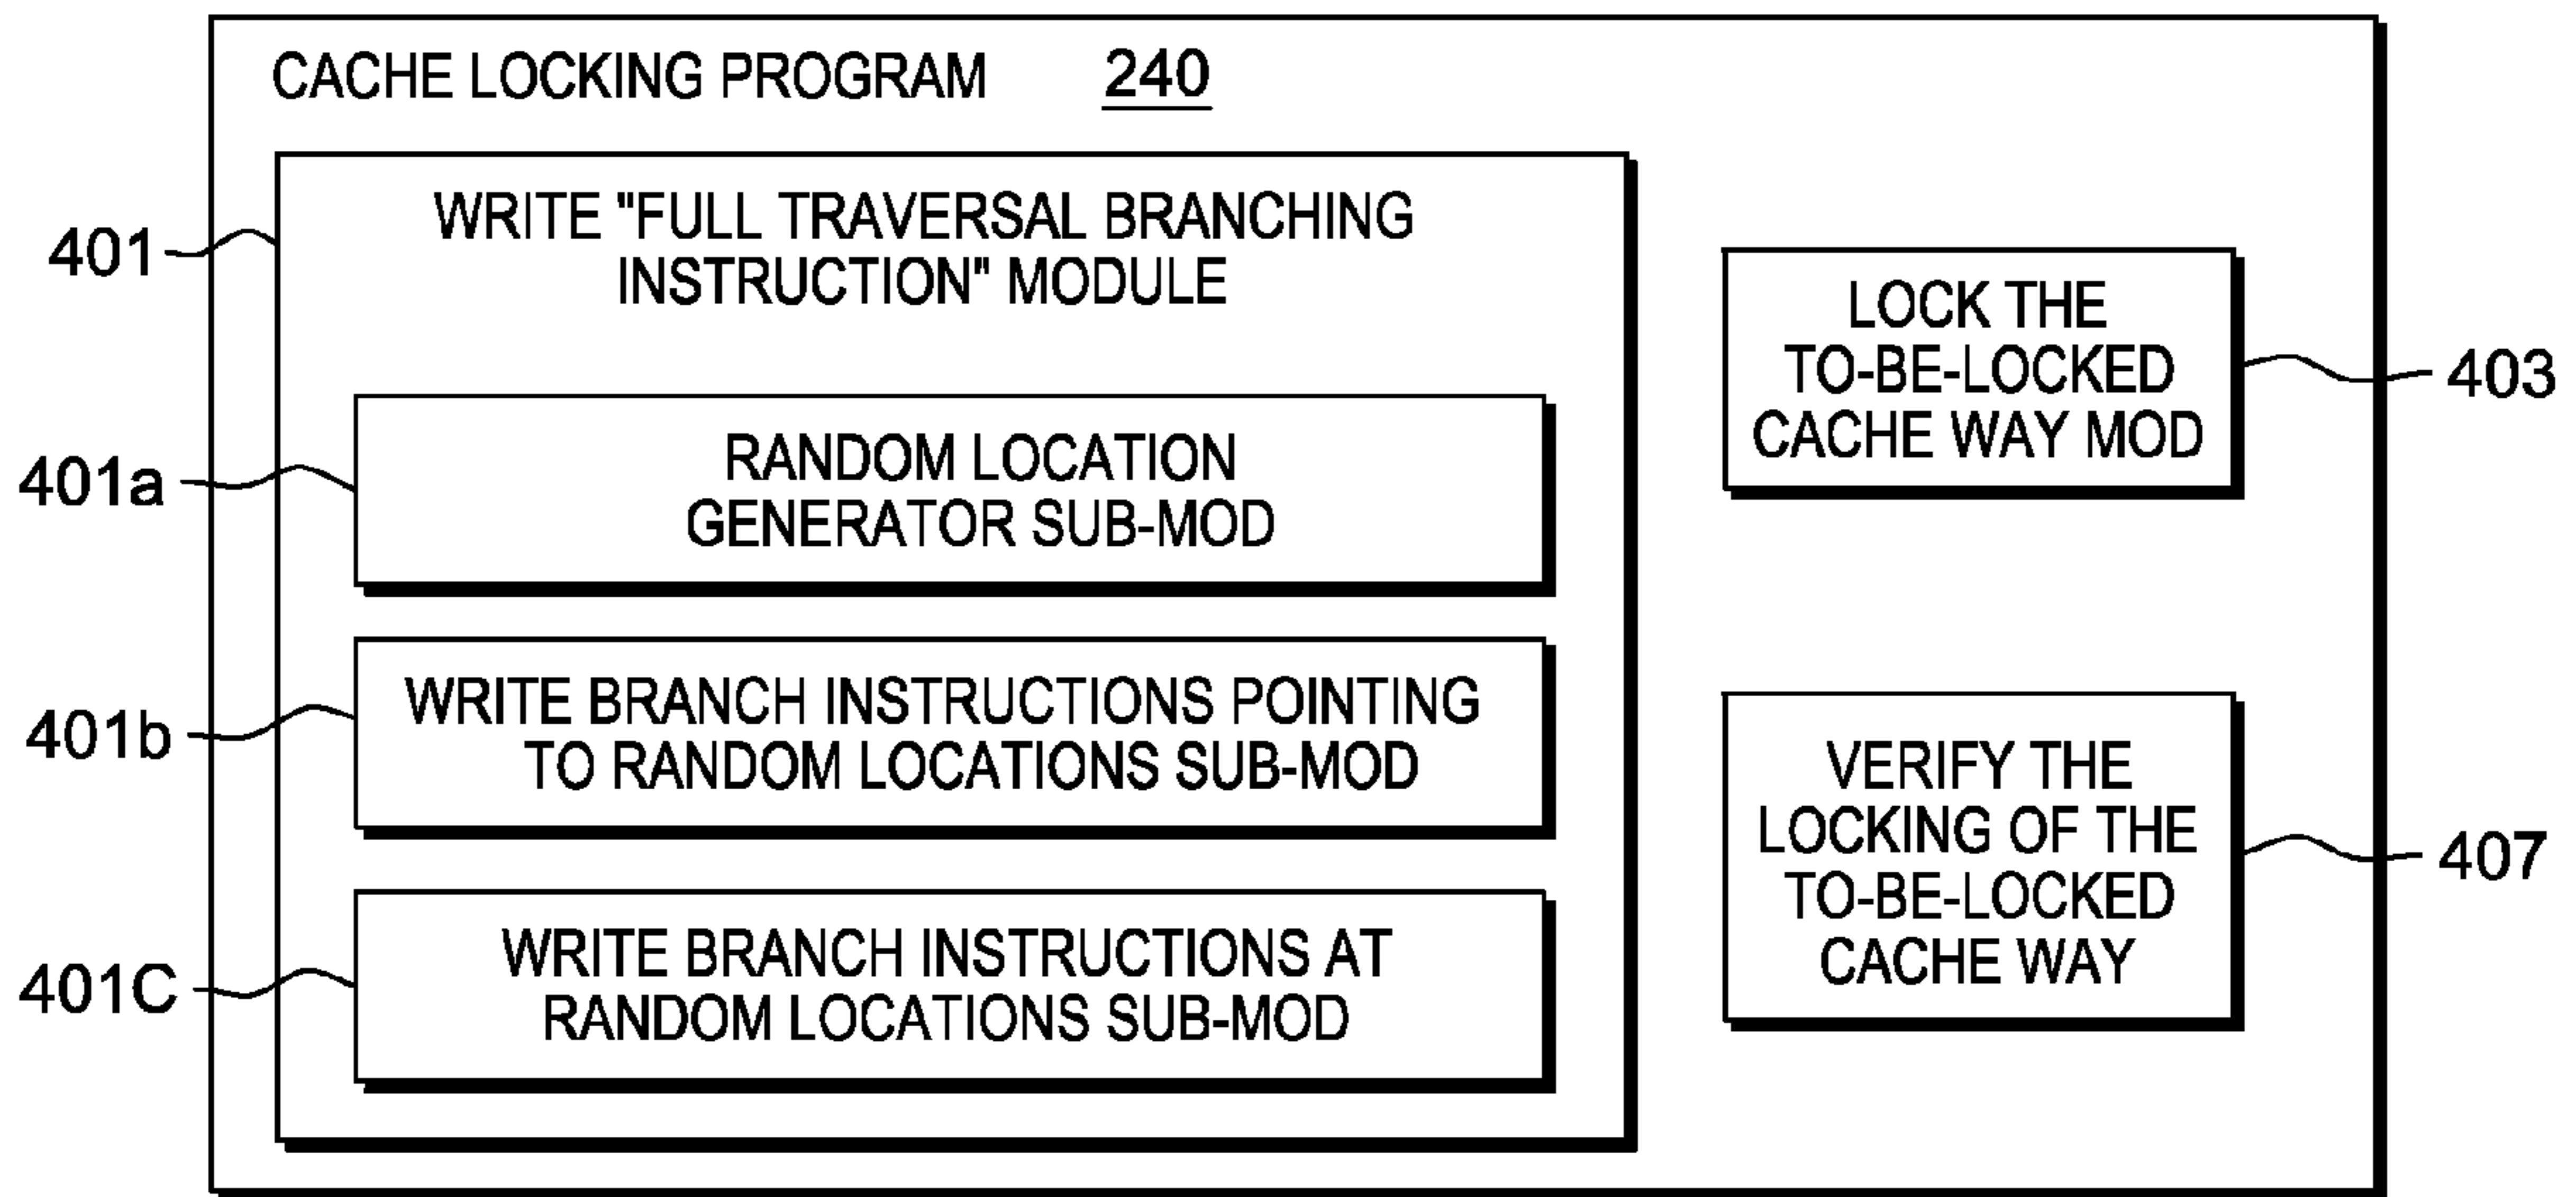 CACHE LOCKING PROGRAM 240
401
WRITE "FULL TRAVERSAL BRANCHING
INSTRUCTION" MODULE
401a
RANDOM LOCATION
GENERATOR SUB-MOD
401b
WRITE BRANCH INSTRUCTIONS POINTING
TO RANDOM LOCATIONS SUB-MOD
401C
WRITE BRANCH INSTRUCTIONS AT
RANDOM LOCATIONS SUB-MOD
LOCK THE
TO-BE-LOCKED
CACHE WAY MOD
403
VERIFY THE
LOCKING OF THE
TO-BE-LOCKED
CACHE WAY
407